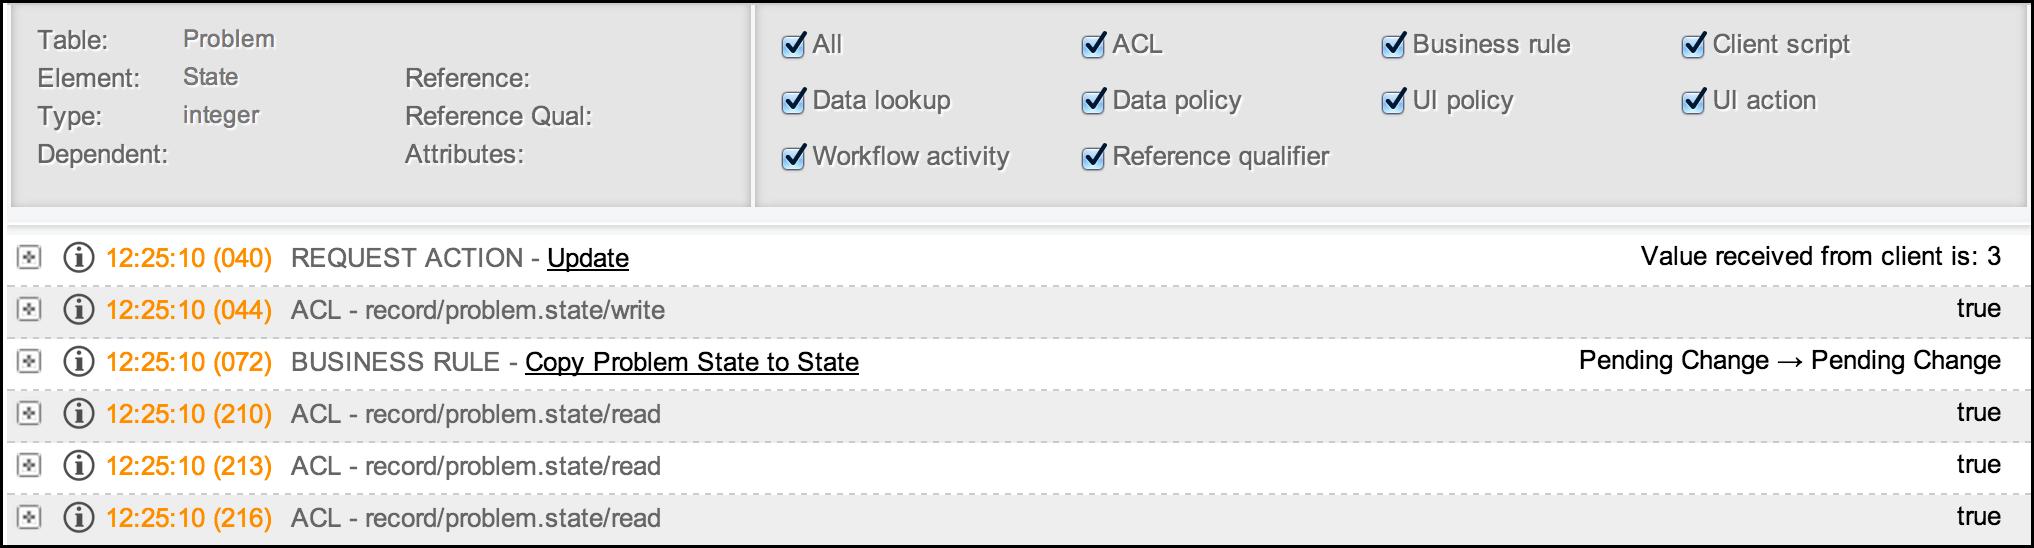 Table: Problem
Element: State Reference:
Type: integer Reference Qual:
Dependent: Attributes:
All ACL Business rule Client script
Data lookup Data policy UI policy UI action
Workflow activity Reference qualifier
12:25:10 (040) REQUEST ACTION - Update Value received from client is: 3
12:25:10 (044) ACL - record/problem.state/write true
12:25:10 (072) BUSINESS RULE - Copy Problem State to State Pending Change → Pending Change
12:25:10 (210) ACL - record/problem.state/read true
12:25:10 (213) ACL - record/problem.state/read true
12:25:10 (216) ACL - record/problem.state/read true